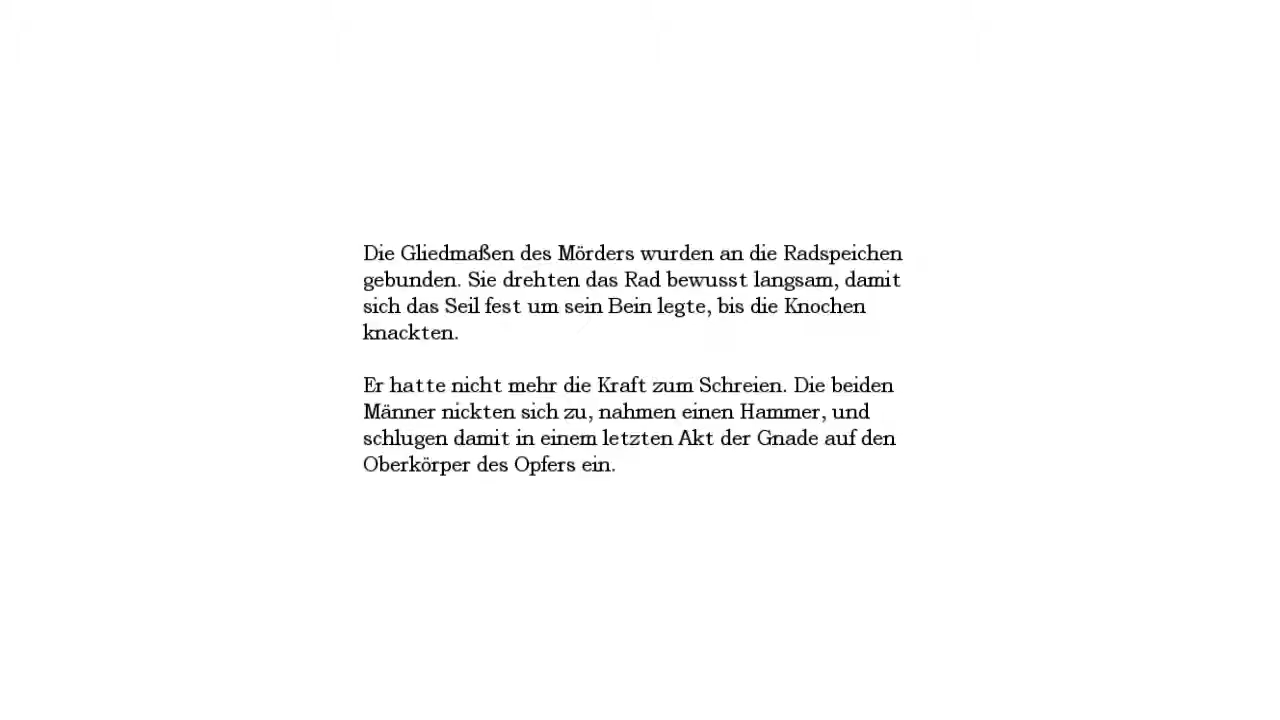 Die Gliedmaßen des Mörders wurden an die Radspeichen
gebunden. Sie drehten das Rad bewusst langsam, damit
sich das Seil fest um sein Bein legte, bis die Knochen
knackten.
Er hatte nicht mehr die Kraft zum Schreien. Die beiden
Männer nickten sich zu, nahmen einen Hammer, und
schlugen damit in einem letzten Akt der Gnade auf den
Oberkörper des Opfers ein.